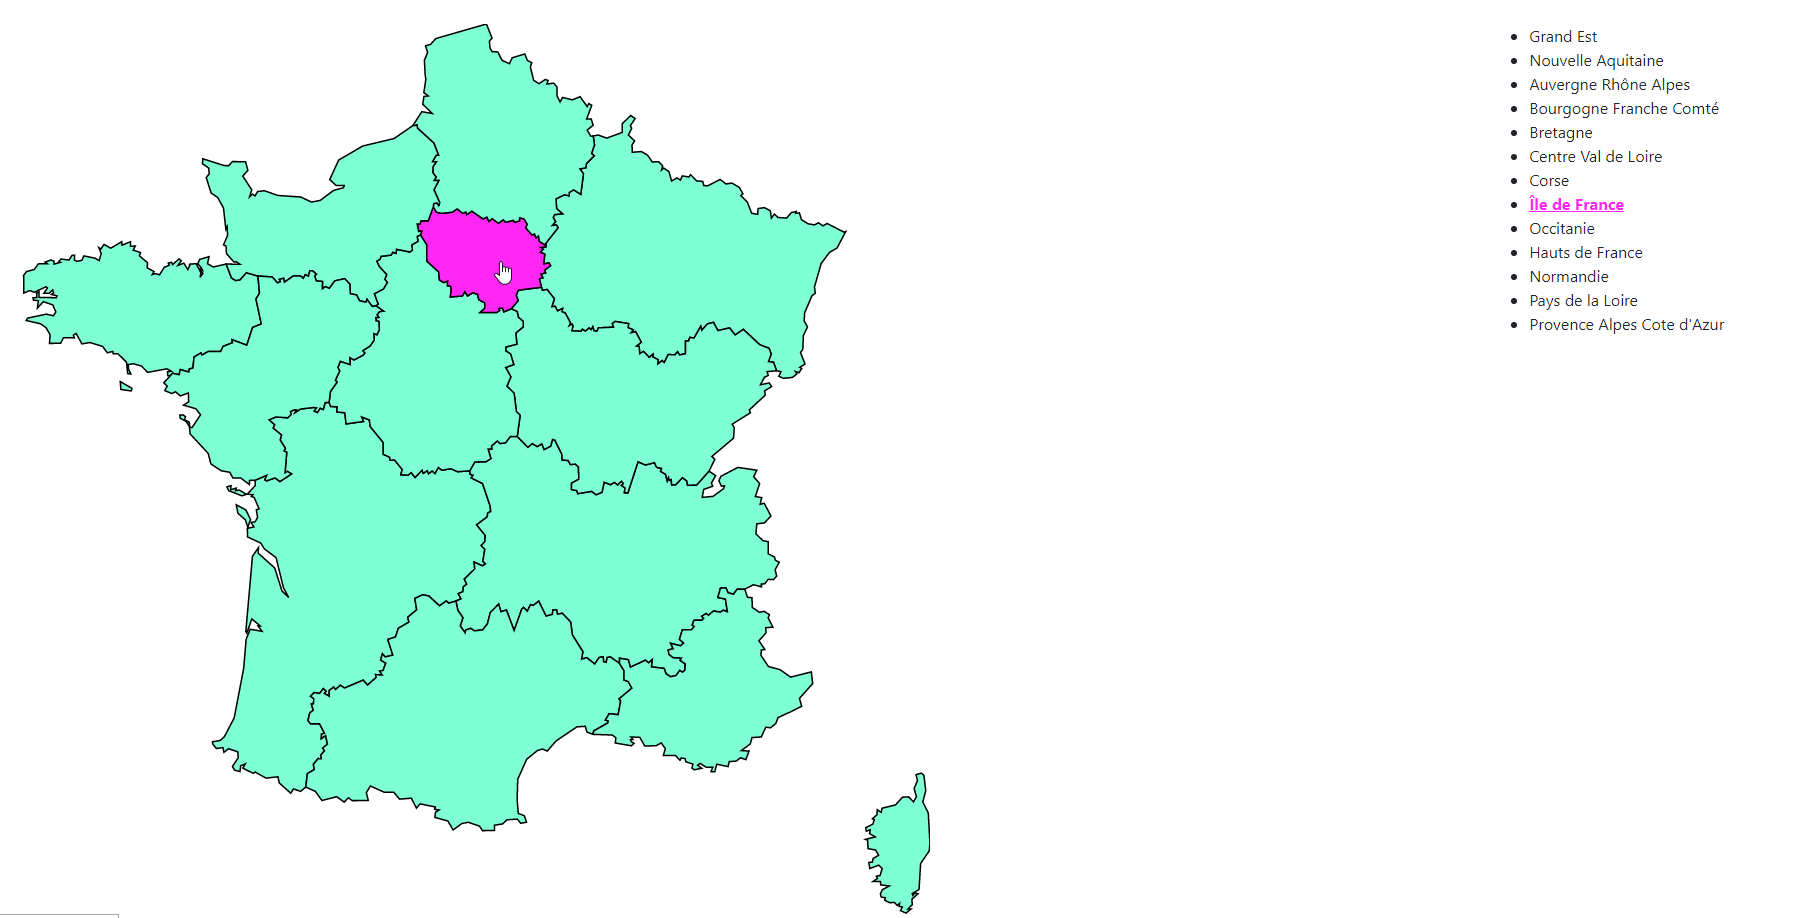 Grand Est
Nouvelle Aquitaine
Auvergne Rhône Alpes
Bourgogne Franche Comté
Bretagne
Centre Val de Loire
Corse
Île de France
Occitanie
Hauts de France
Normandie
Pays de la Loire
Provence Alpes Cote d'Azur